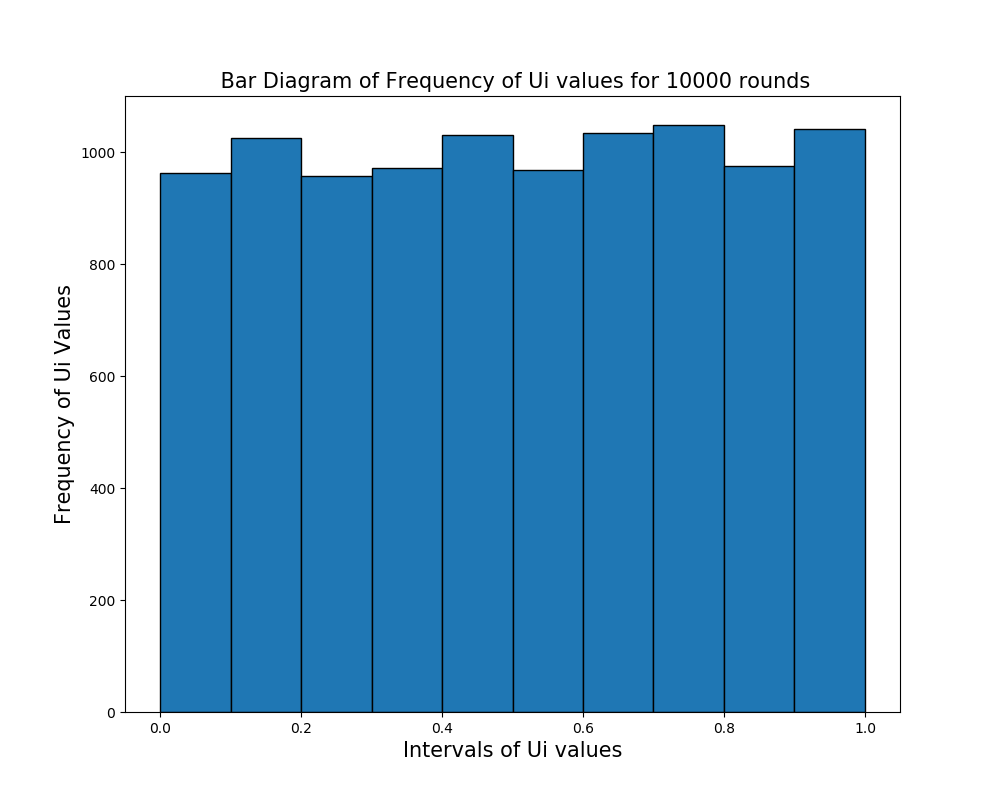 Bar Diagram of Frequency of Ui values for 10000 rounds
Frequency of Ui Values
1000
800
600
400
200
0
0.0 0.2 0.4 0.6 0.8 1.0
Intervals of Ui values